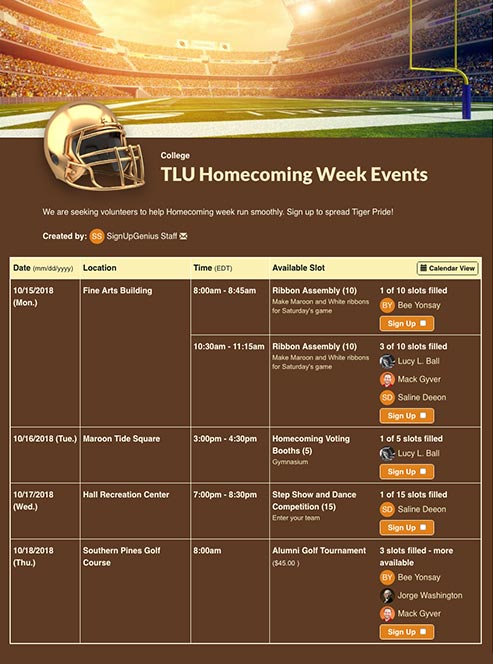 College
TLU Homecoming Week Events
We are seeking volunteers to help Homecoming week run smoothly. Sign up to spread Tiger Pride!
Created by: SS SignUpGenius Staff
Date (mm/dd/yyyy) Location Time (EDT) Available Slot Calendar View
10/15/2018 (Mon.)
Fine Arts Building
8:00am - 8:45am
Ribbon Assembly (10)
Make Maroon and White ribbons
for Saturday's game
1 of 10 slots filled
BY Bee Yonsay
Sign Up
10:30am - 11:15am
Ribbon Assembly (10)
Make Maroon and White ribbons
for Saturday's game
3 of 10 slots filled
Lucy L. Ball
Mack Gyver
SD Saline Deeon
Sign Up
10/16/2018 (Tue.)
Maroon Tide Square
3:00pm - 4:30pm
Homecoming Voting
Booths (5)
Gymnasium
1 of 5 slots filled
Lucy L. Ball
Sign Up
10/17/2018
(Wed.)
Hall Recreation Center
7:00pm - 8:30pm
Step Show and Dance
Competition (15)
Enter your team
1 of 15 slots filled
SD Saline Deeon
Sign Up
10/18/2018
(Thu.)
Southern Pines Golf
Course
8:00am
Alumni Golf Tournament
($45.00 )
3 slots filled - more
available
BY Bee Yonsay
Jorge Washington
Mack Gyver
Sign Up